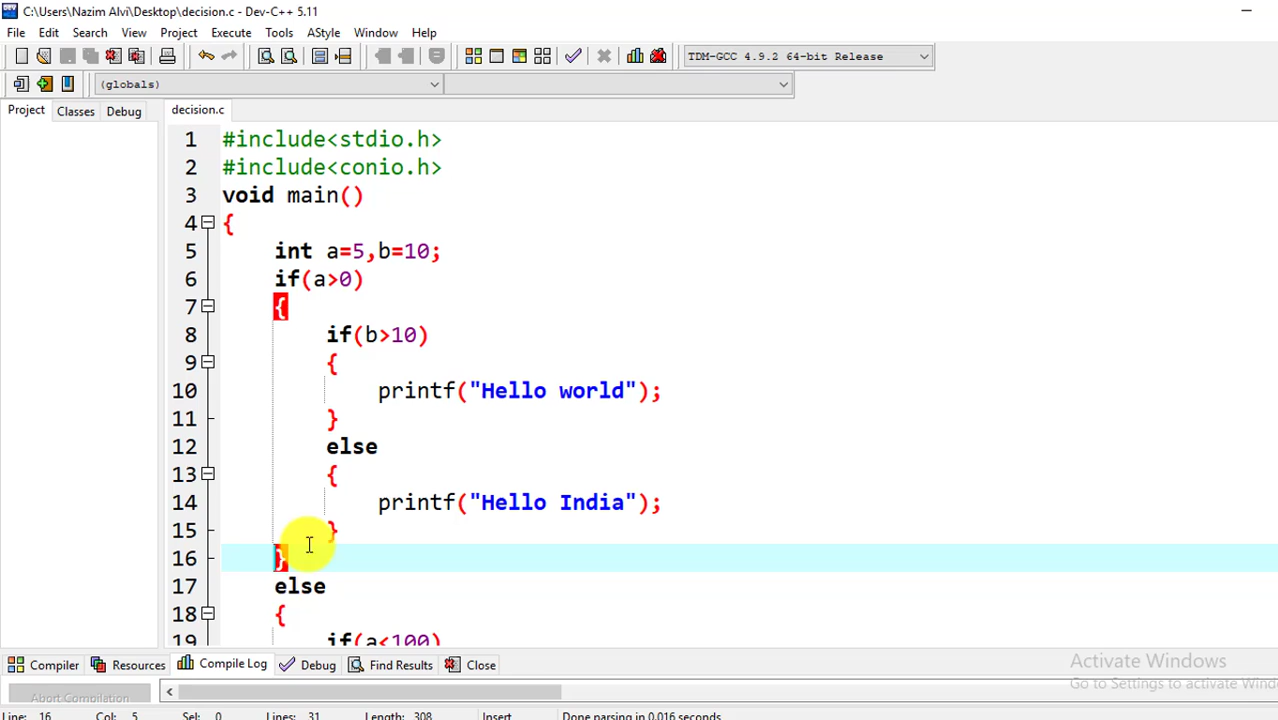 C:\Users\Nazim Alvi\Desktop\decision.c - Dev-C++ 5.11
File Edit Search View Project Execute Tools AStyle Window Help
TDM-GCC 4.9.2 64-bit Release
(globals)
Project Classes Debug decision.c
1 #include<stdio.h>
2 #include<conio.h>
3 void main()
4 {
5 int a=5,b=10;
6 if(a>0)
7 {
8 if(b>10)
9 {
10 printf("Hello world");
11 }
12 else
13 {
14 printf("Hello India");
15 }
16 }
17 else
18 {
19 if(a<100)
Compiler Resources Compile Log Debug Find Results Close
Activate Windows
Go to Settings to activate Wind
Abort Compilation
Line: 16 Col: 5 Sel: 0 Lines: 31 Length: 308 Insert Done parsing in 0.016 seconds